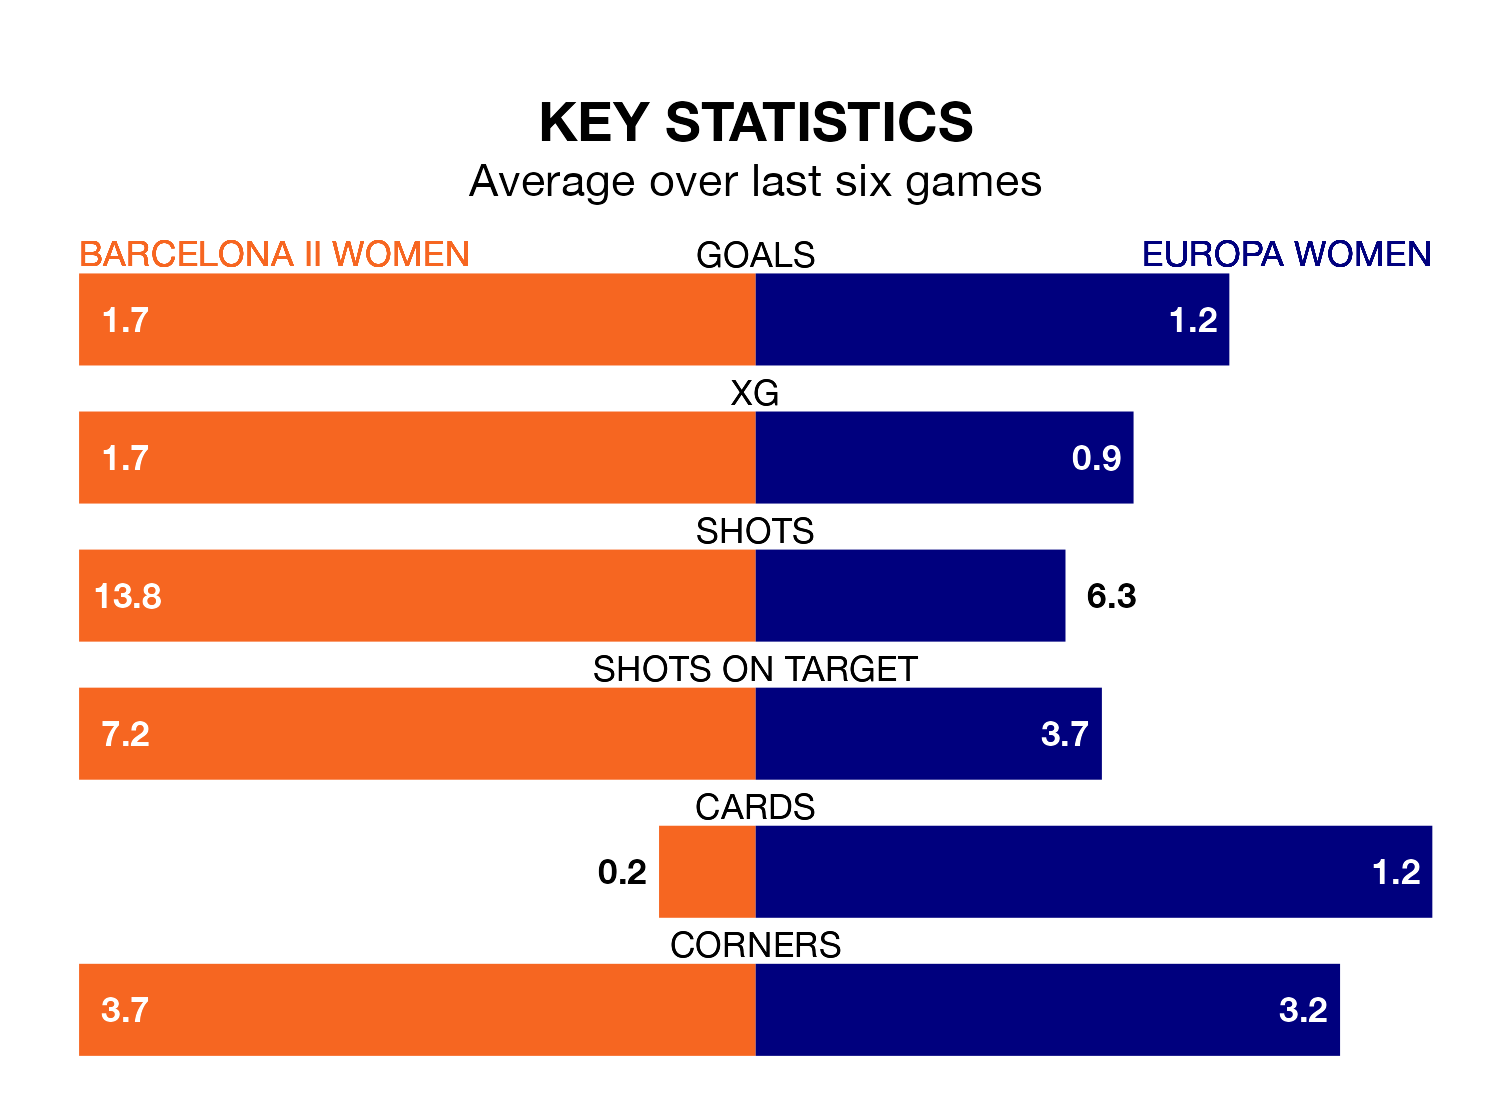 KEY STATISTICS
Average over last six games
BARCELONA II WOMEN GOALS EUROPA WOMEN
1.7 1.2
XG
1.7 0.9
SHOTS
13.8 6.3
SHOTS ON TARGET
7.2 3.7
CARDS
0.2 1.2
CORNERS
3.7 3.2